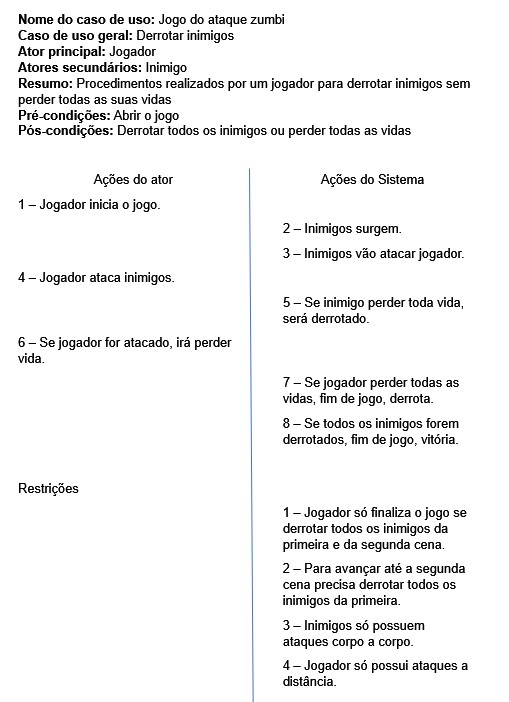 Nome do caso de uso: Jogo do ataque zumbi
Caso de uso geral: Derrotar inimigos
Ator principal: Jogador
Atores secundários: Inimigo
Resumo: Procedimentos realizados por um jogador para derrotar inimigos sem
perder todas as suas vidas
Pré-condições: Abrir o jogo
Pós-condições: Derrotar todos os inimigos ou perder todas as vidas
Ações do ator
Ações do Sistema
1 – Jogador inicia o jogo.
2 – Inimigos surgem.
3 – Inimigos vão atacar jogador.
4 – Jogador ataca inimigos.
5 – Se inimigo perder toda vida,
será derrotado.
6 – Se jogador for atacado, irá perder
vida.
7 – Se jogador perder todas as
vidas, fim de jogo, derrota.
8 – Se todos os inimigos forem
derrotados, fim de jogo, vitória.
Restrições
1 – Jogador só finaliza o jogo se
derrotar todos os inimigos da
primeira e da segunda cena.
2 – Para avançar até a segunda
cena precisa derrotar todos os
inimigos da primeira.
3 – Inimigos só possuem
ataques corpo a corpo.
4 – Jogador só possui ataques a
distância.